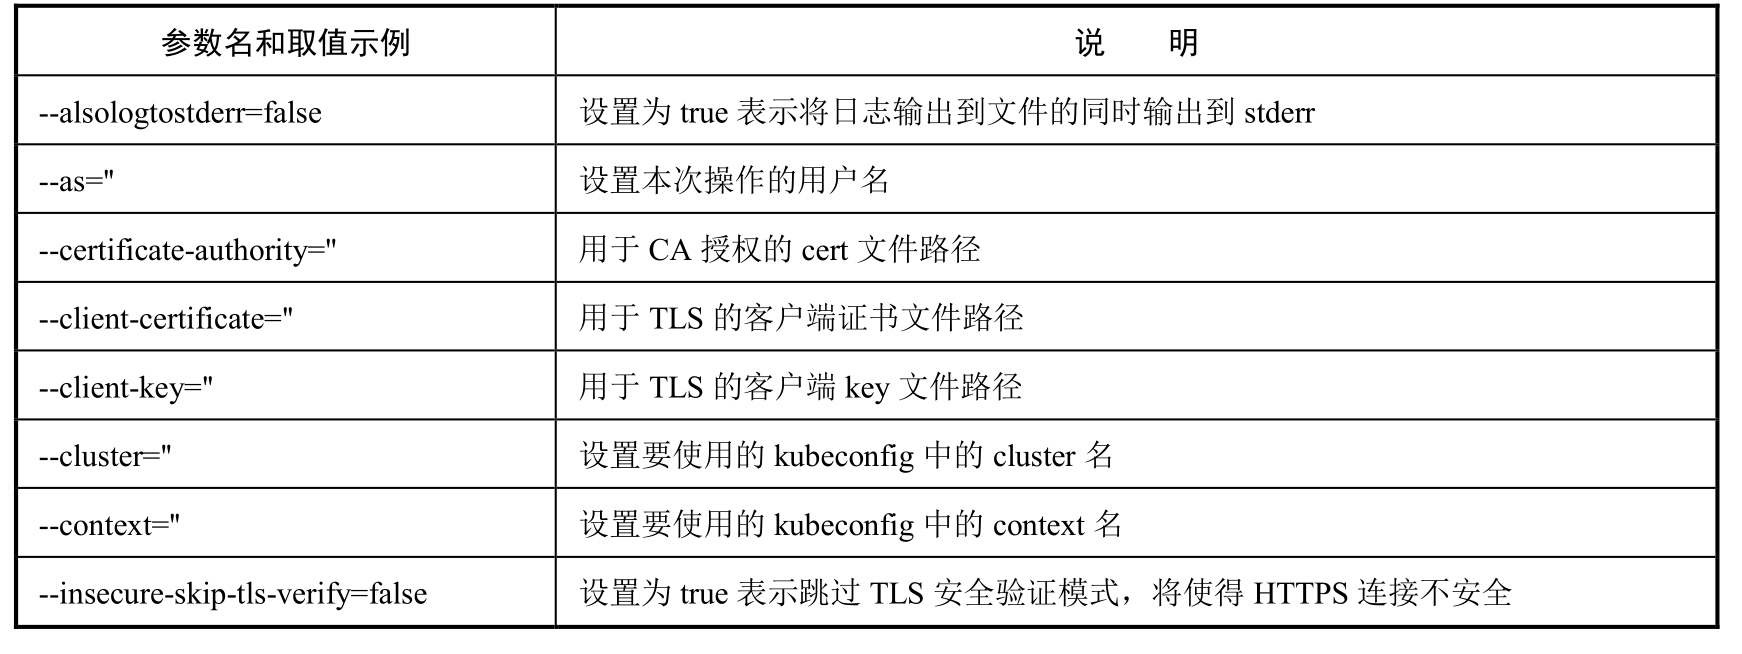 参数名和取值示例 说 明
--alsologtostderr=false 设置为 true 表示将日志输出到文件的同时输出到 stderr
--as='' 设置本次操作的用户名
--certificate-authority='' 用于 CA 授权的 cert 文件路径
--client-certificate='' 用于 TLS 的客户端证书文件路径
--client-key='' 用于 TLS 的客户端 key 文件路径
--cluster='' 设置要使用的 kubeconfig 中的 cluster 名
--context='' 设置要使用的 kubeconfig 中的 context 名
--insecure-skip-tls-verify=false 设置为 true 表示跳过 TLS 安全验证模式，将使得 HTTPS 连接不安全